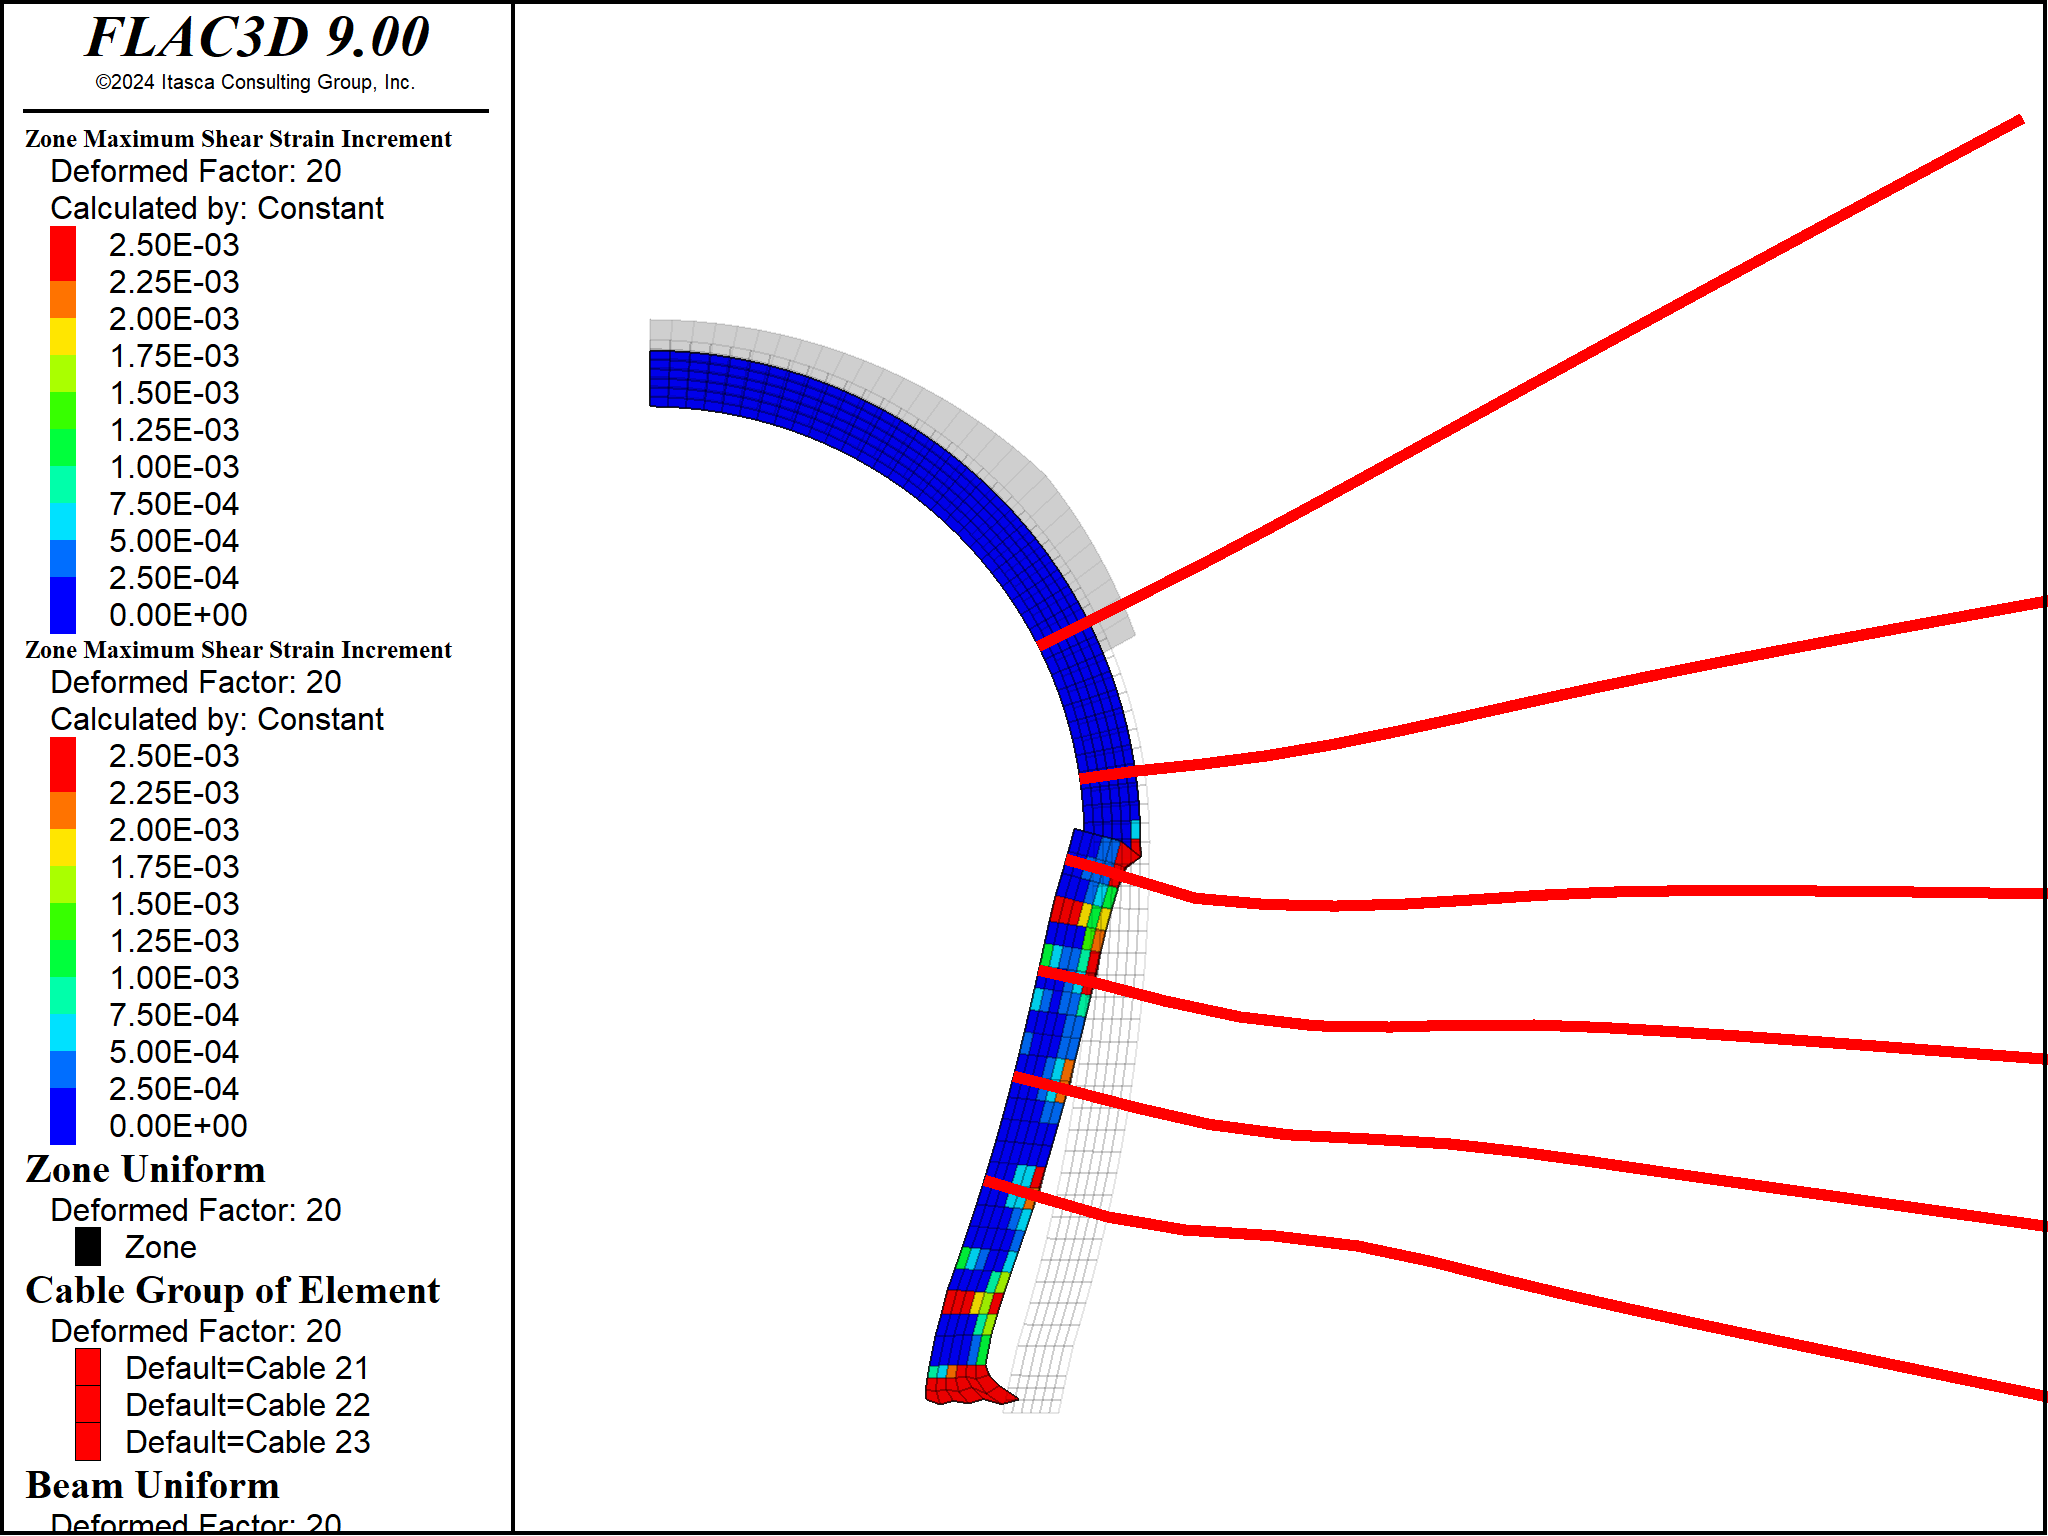 FLAC3D 9.00
©2024 Itasca Consulting Group, Inc.
Zone Maximum Shear Strain Increment
Deformed Factor: 20
Calculated by: Constant
2.50E-03
2.25E-03
2.00E-03
1.75E-03
1.50E-03
1.25E-03
1.00E-03
7.50E-04
5.00E-04
2.50E-04
0.00E+00
Zone Maximum Shear Strain Increment
Deformed Factor: 20
Calculated by: Constant
2.50E-03
2.25E-03
2.00E-03
1.75E-03
1.50E-03
1.25E-03
1.00E-03
7.50E-04
5.00E-04
2.50E-04
0.00E+00
Zone Uniform
Deformed Factor: 20
Zone
Cable Group of Element
Deformed Factor: 20
Default=Cable 21
Default=Cable 22
Default=Cable 23
Beam Uniform
Deformed Factor: 20